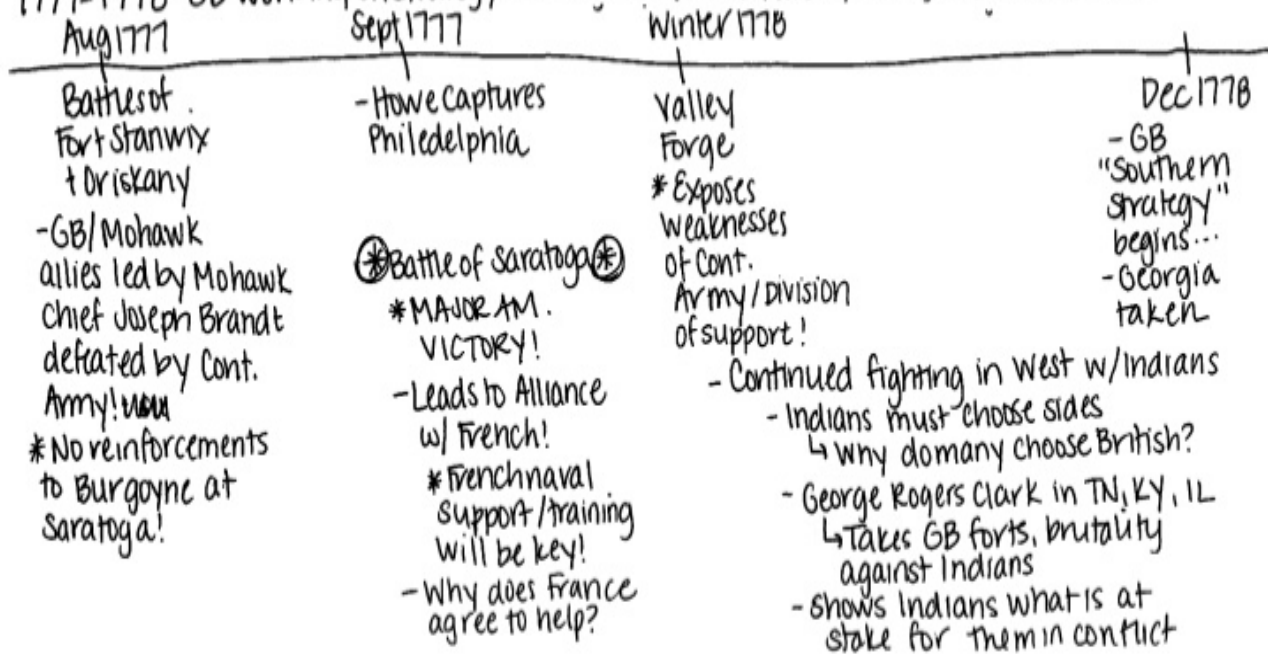 1777-1778
Aug 1777
Battles of
Fort Stanwix
+ Oriskany
-GB/Mohawk
allies led by Mohawk
chief Joseph Brandt
defeated by Cont.
Army!
*No reinforcements
to Burgoyne at
Saratoga!
Sept 1777
-Howe Captures
Philedelphia
*Battle of Saratoga*
*MAJOR AM.
VICTORY!
-Leads to Alliance
w/ French!
*French naval
support/training
will be key!
-Why does France
agree to help?
Winter 1778
Valley
Forge
*Exposes
weaknesses
of Cont.
Army/Division
of support!
Dec 1778
-GB
"Southern
strategy"
begins...
-Georgia
taken
-Continued fighting in West w/Indians
-Indians must choose sides
↳Why do many choose British?
-George Rogers Clark in TN, KY, IL
↳Takes GB forts, brutality
against Indians
-Shows Indians what is at
stake for them in conflict